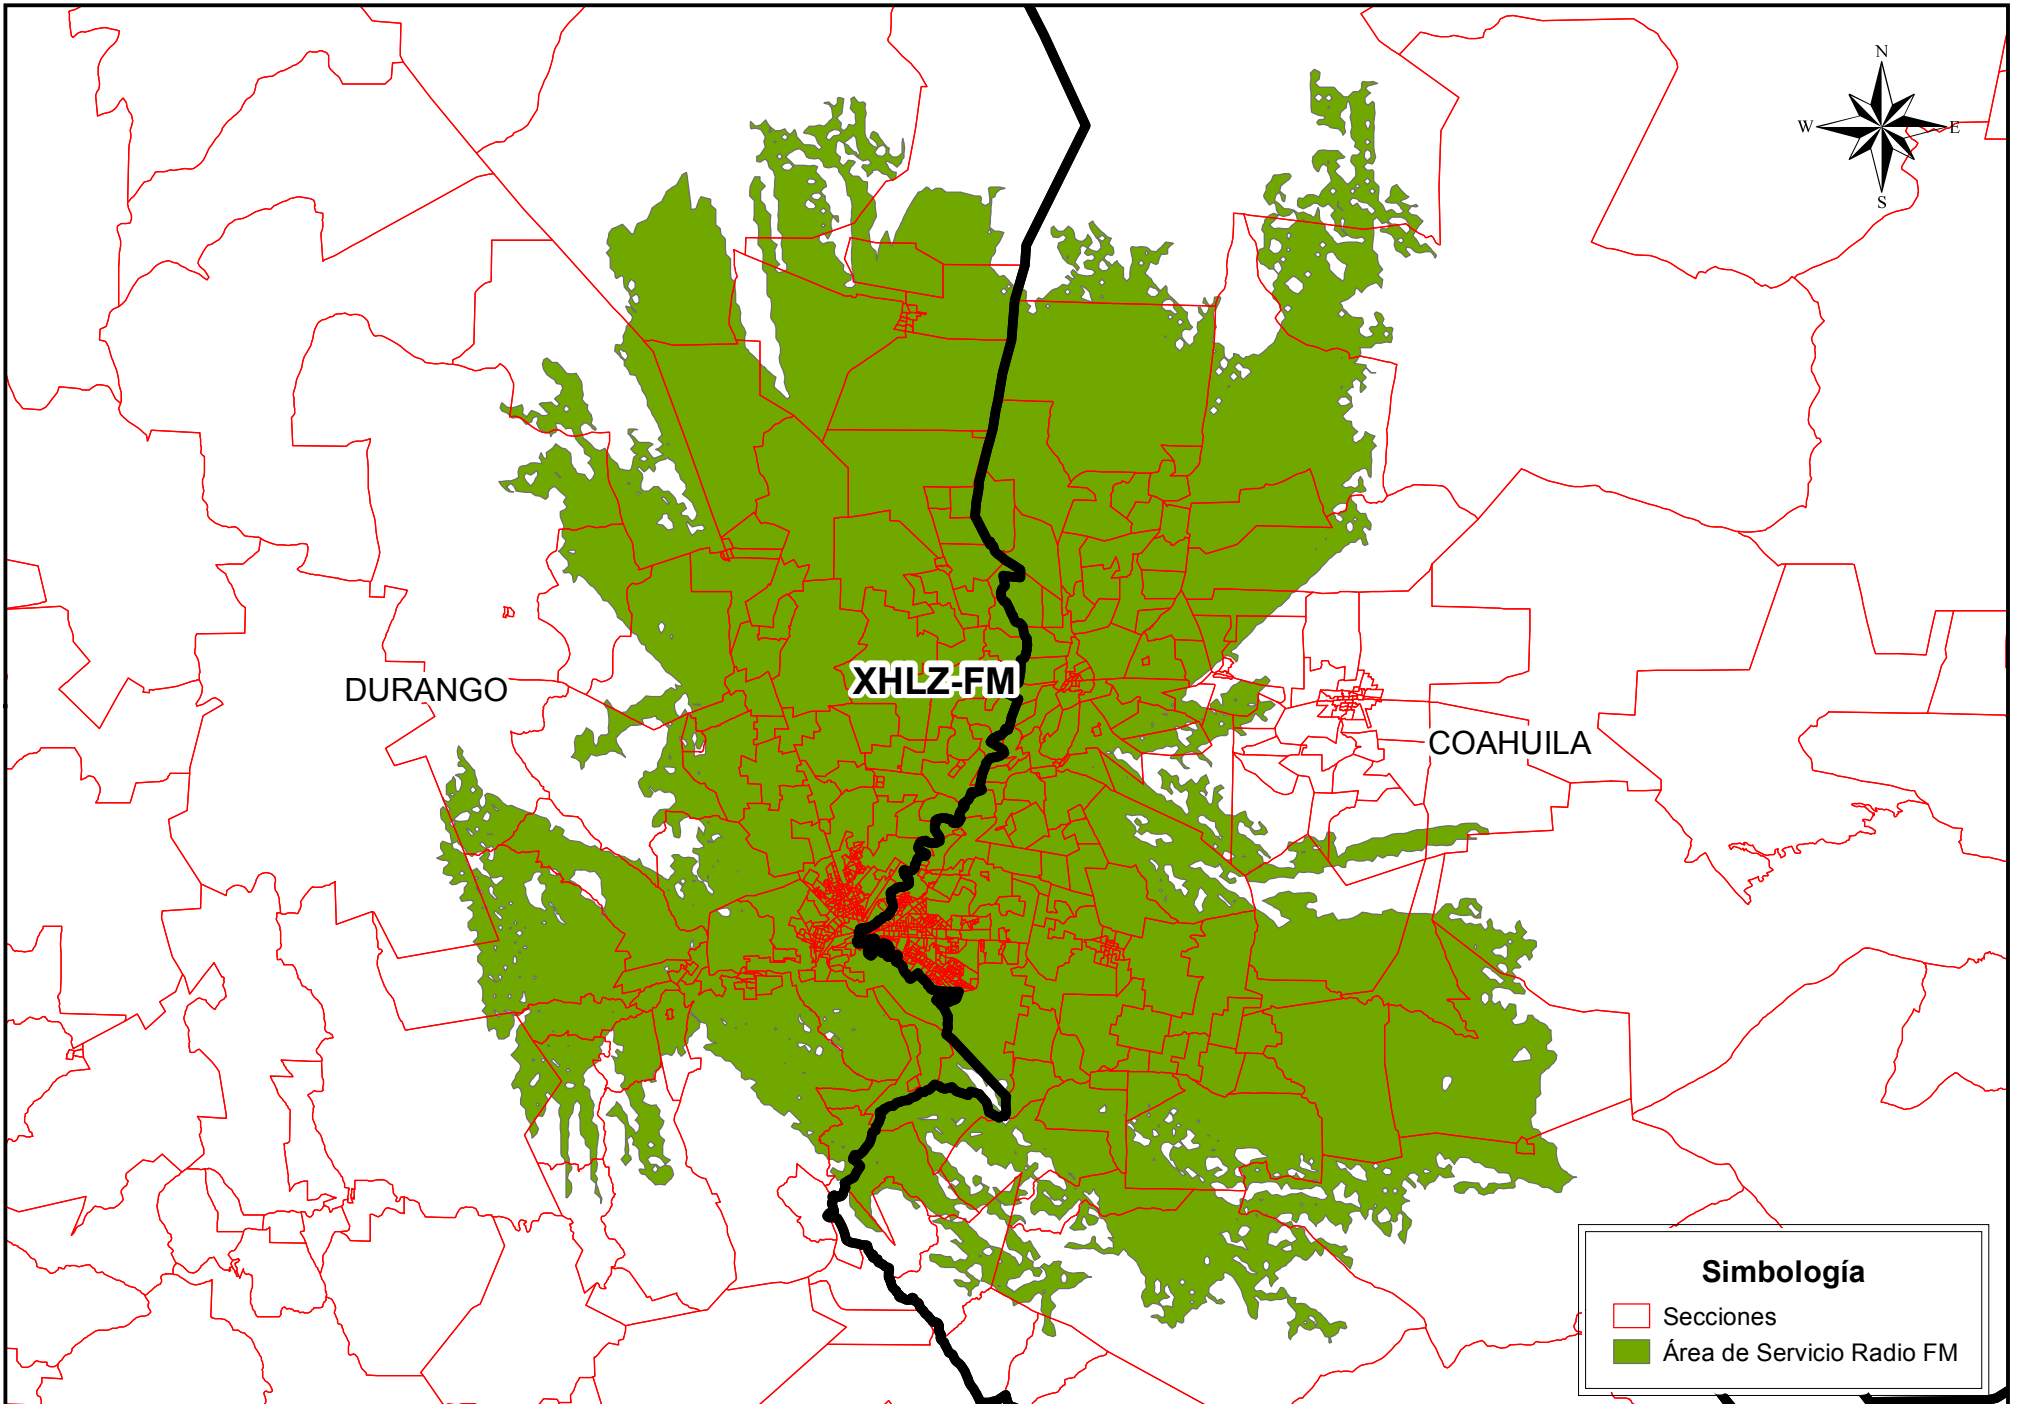 N
W E
S
XHLZ-FM
DURANGO
COAHUILA
Simbología
Secciones
Área de Servicio Radio FM